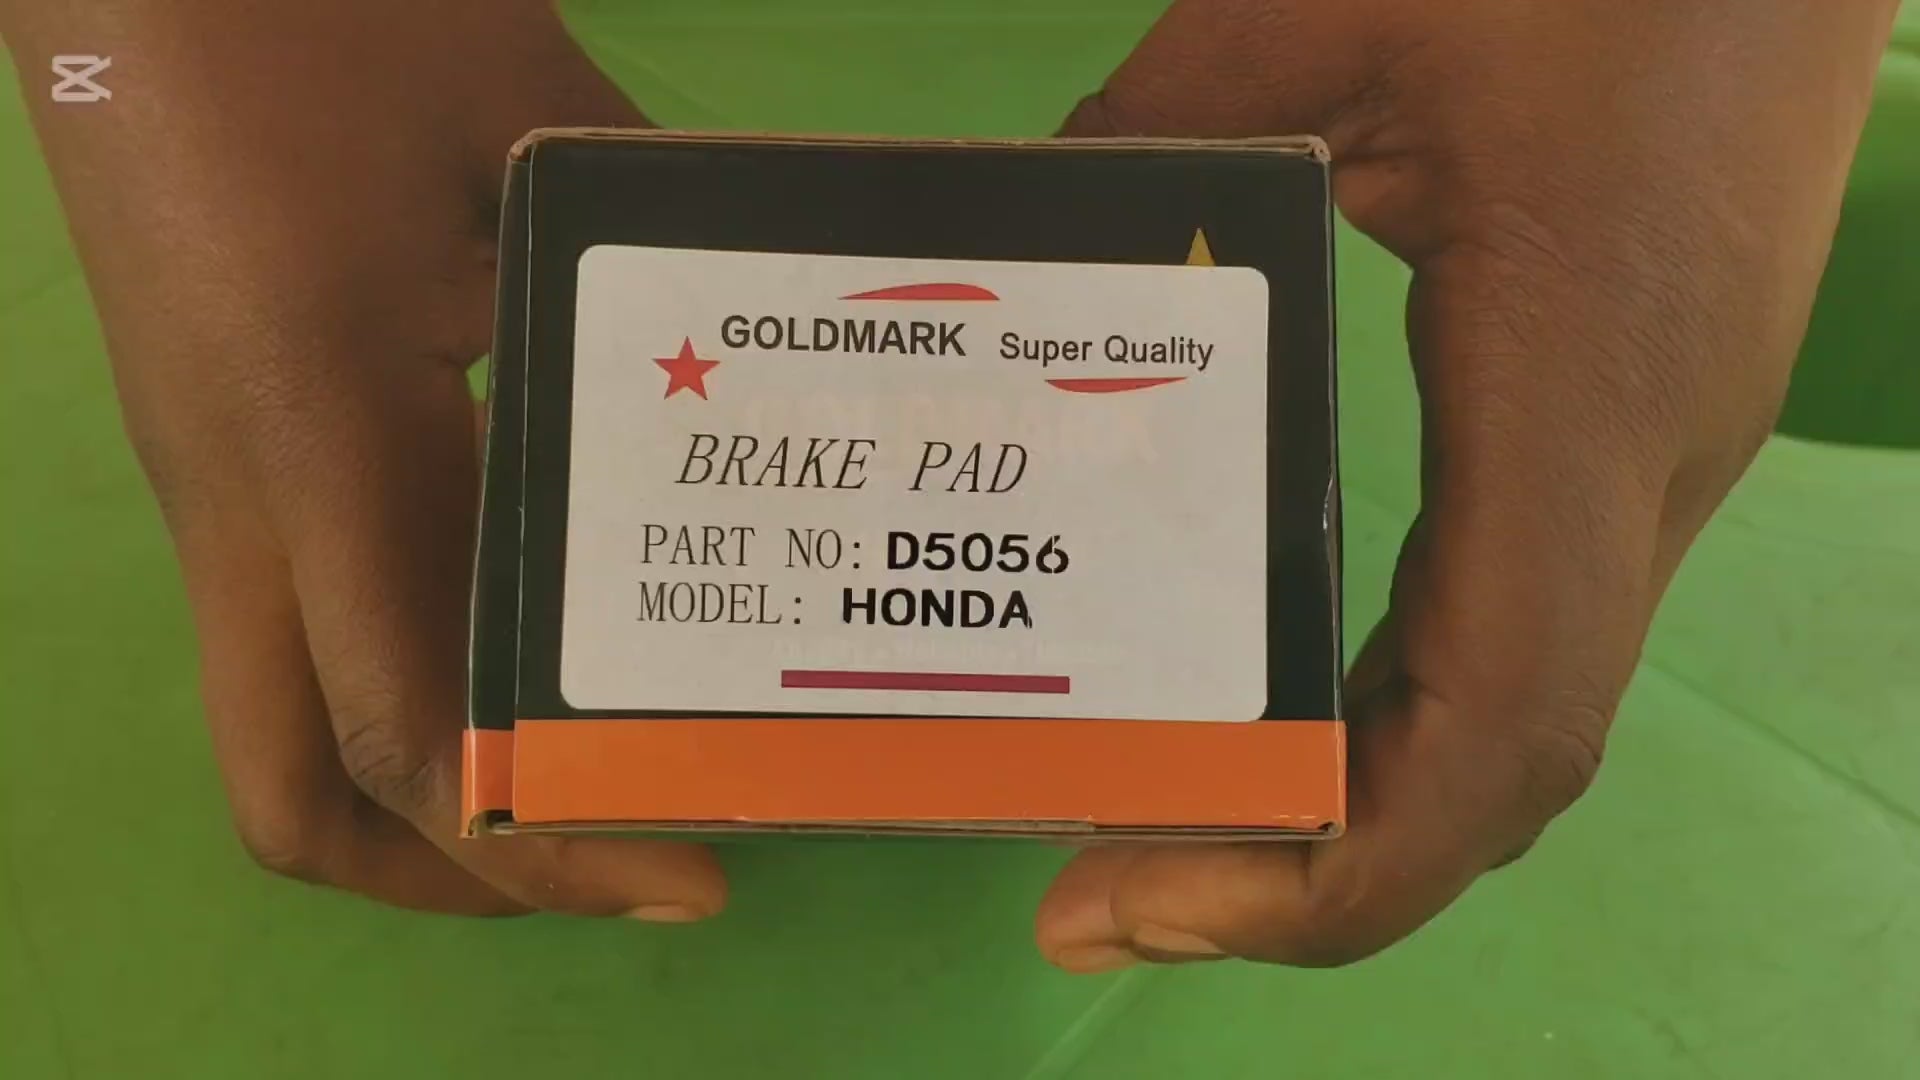 GOLDMARK Super Quality
BRAKE PAD
PART NO: D5056
MODEL: HONDA